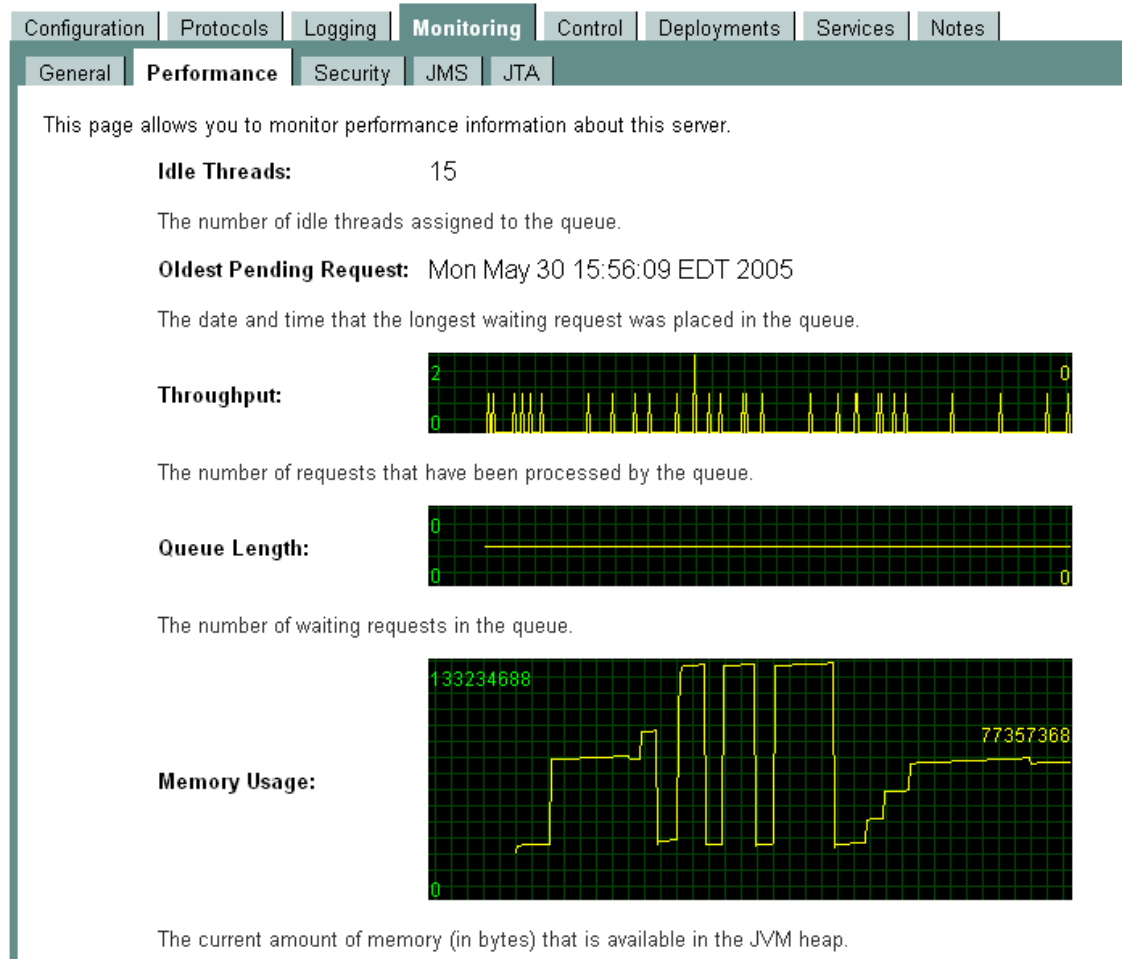 Configuration Protocols Logging Monitoring Control Deployments Services Notes
General Performance Security JMS JTA
This page allows you to monitor performance information about this server.
Idle Threads: 15
The number of idle threads assigned to the queue.
Oldest Pending Request: Mon May 30 15:56:09 EDT 2005
The date and time that the longest waiting request was placed in the queue.
2 0
Throughput:
0
The number of requests that have been processed by the queue.
0
Queue Length:
0 0
The number of waiting requests in the queue.
133234688
77357368
Memory Usage:
0
The current amount of memory (in bytes) that is available in the JVM heap.